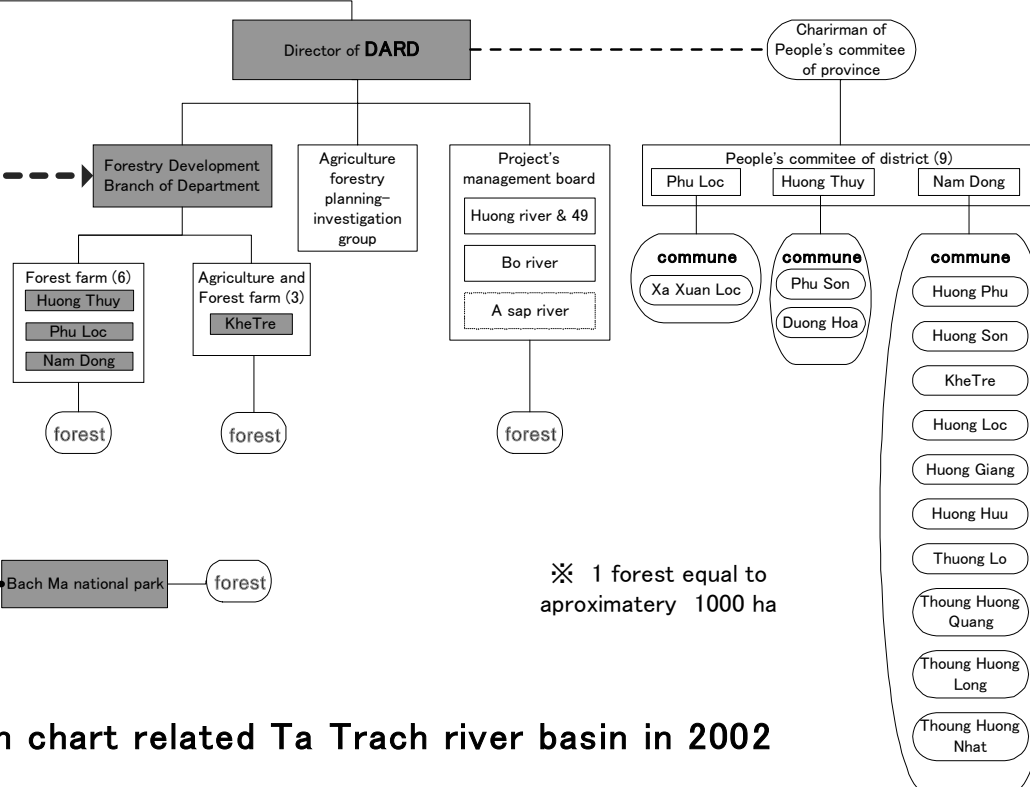 Director of DARD
Charirman of
People's commitee
of province
Forestry Development
Branch of Department
Agriculture
forestry
planning-
investigation
group
Project's
management board
Huong river & 49
Bo river
A sap river
People's commitee of district (9)
Phu Loc
Huong Thuy
Nam Dong
Forest farm (6)
Huong Thuy
Phu Loc
Nam Dong
Agriculture and
Forest farm (3)
KheTre
commune
Xa Xuan Loc
commune
Phu Son
Duong Hoa
commune
Huong Phu
Huong Son
KheTre
Huong Loc
Huong Giang
Huong Huu
Thuong Lo
Thoung Huong
Quang
Thoung Huong
Long
Thoung Huong
Nhat
forest
forest
forest
Bach Ma national park
forest
※ 1 forest equal to
aproximatery 1000 ha
n chart related Ta Trach river basin in 2002